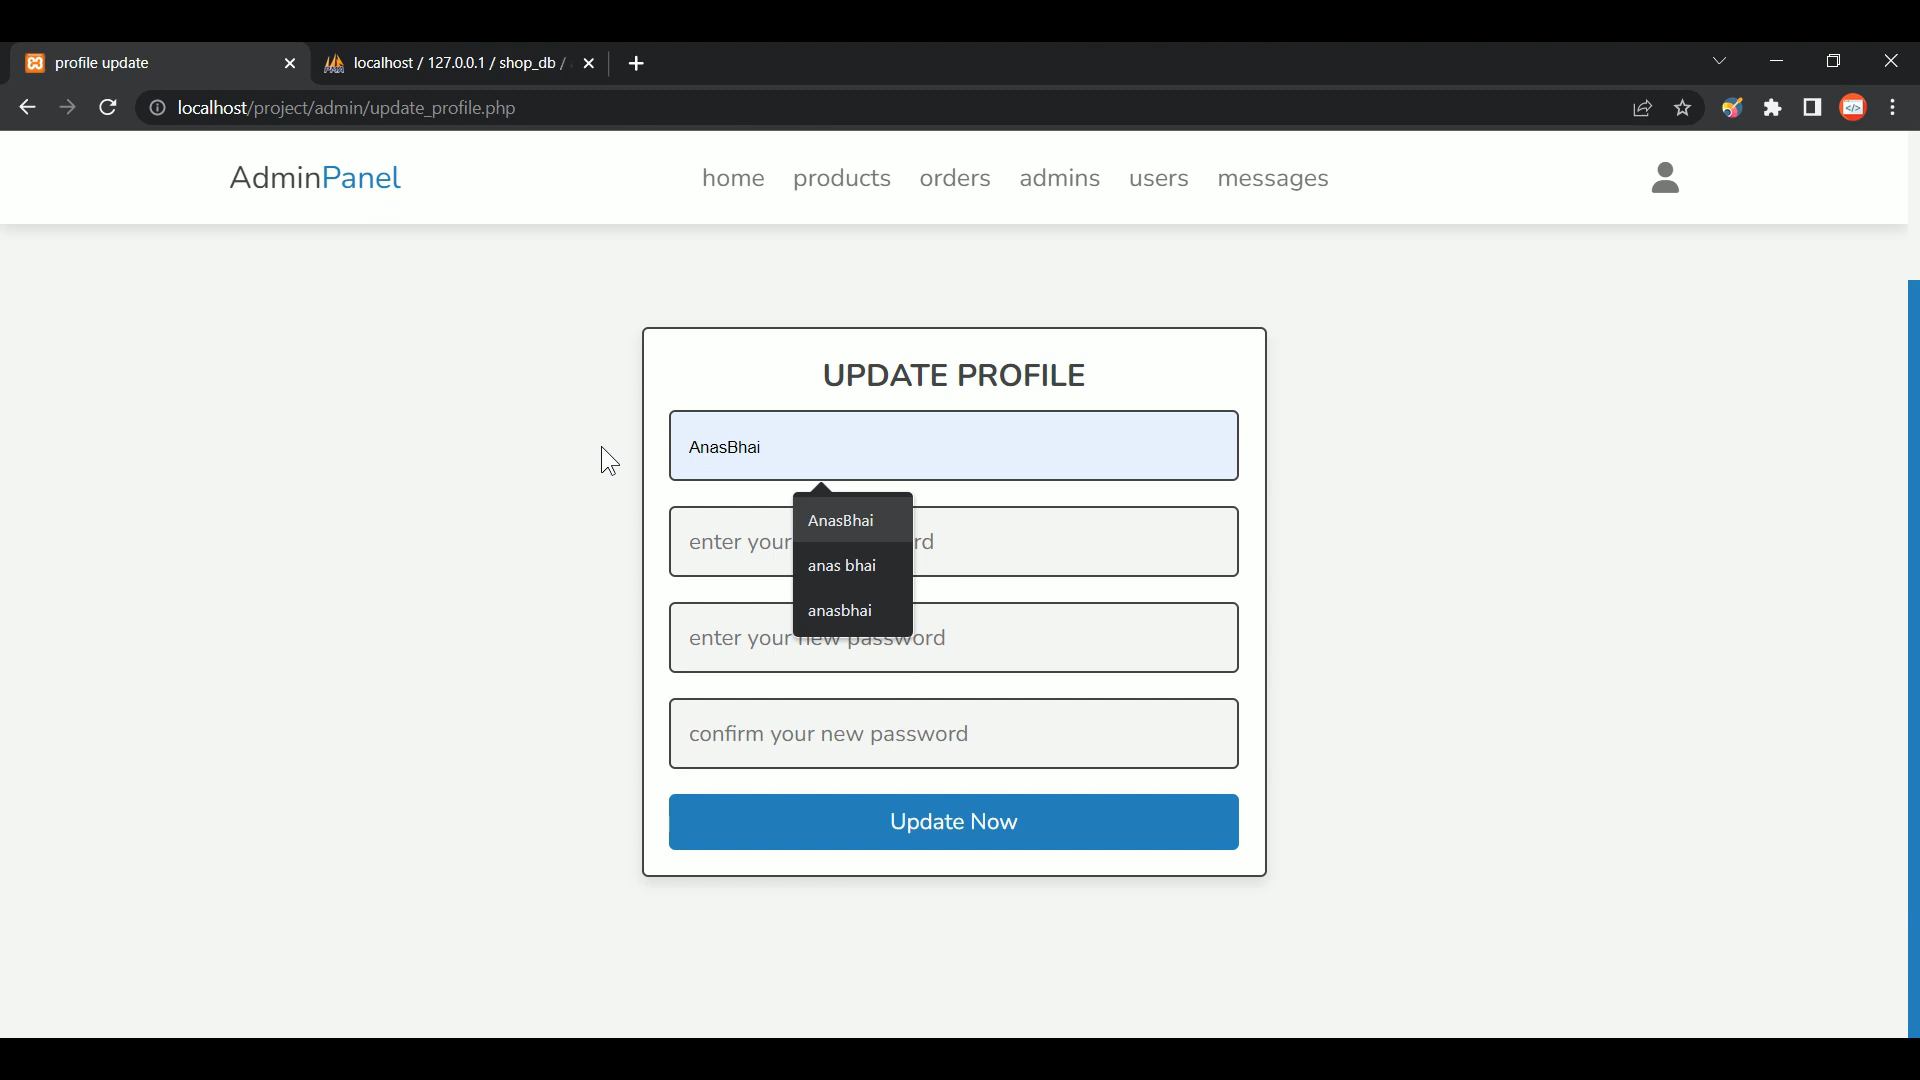 profile update
localhost / 127.0.0.1 / shop_db /
localhost/project/admin/update_profile.php
AdminPanel
home products orders admins users messages
UPDATE PROFILE
AnasBhai
AnasBhai
enter your
anas bhai
anasbhai
enter your new password
confirm your new password
Update Now